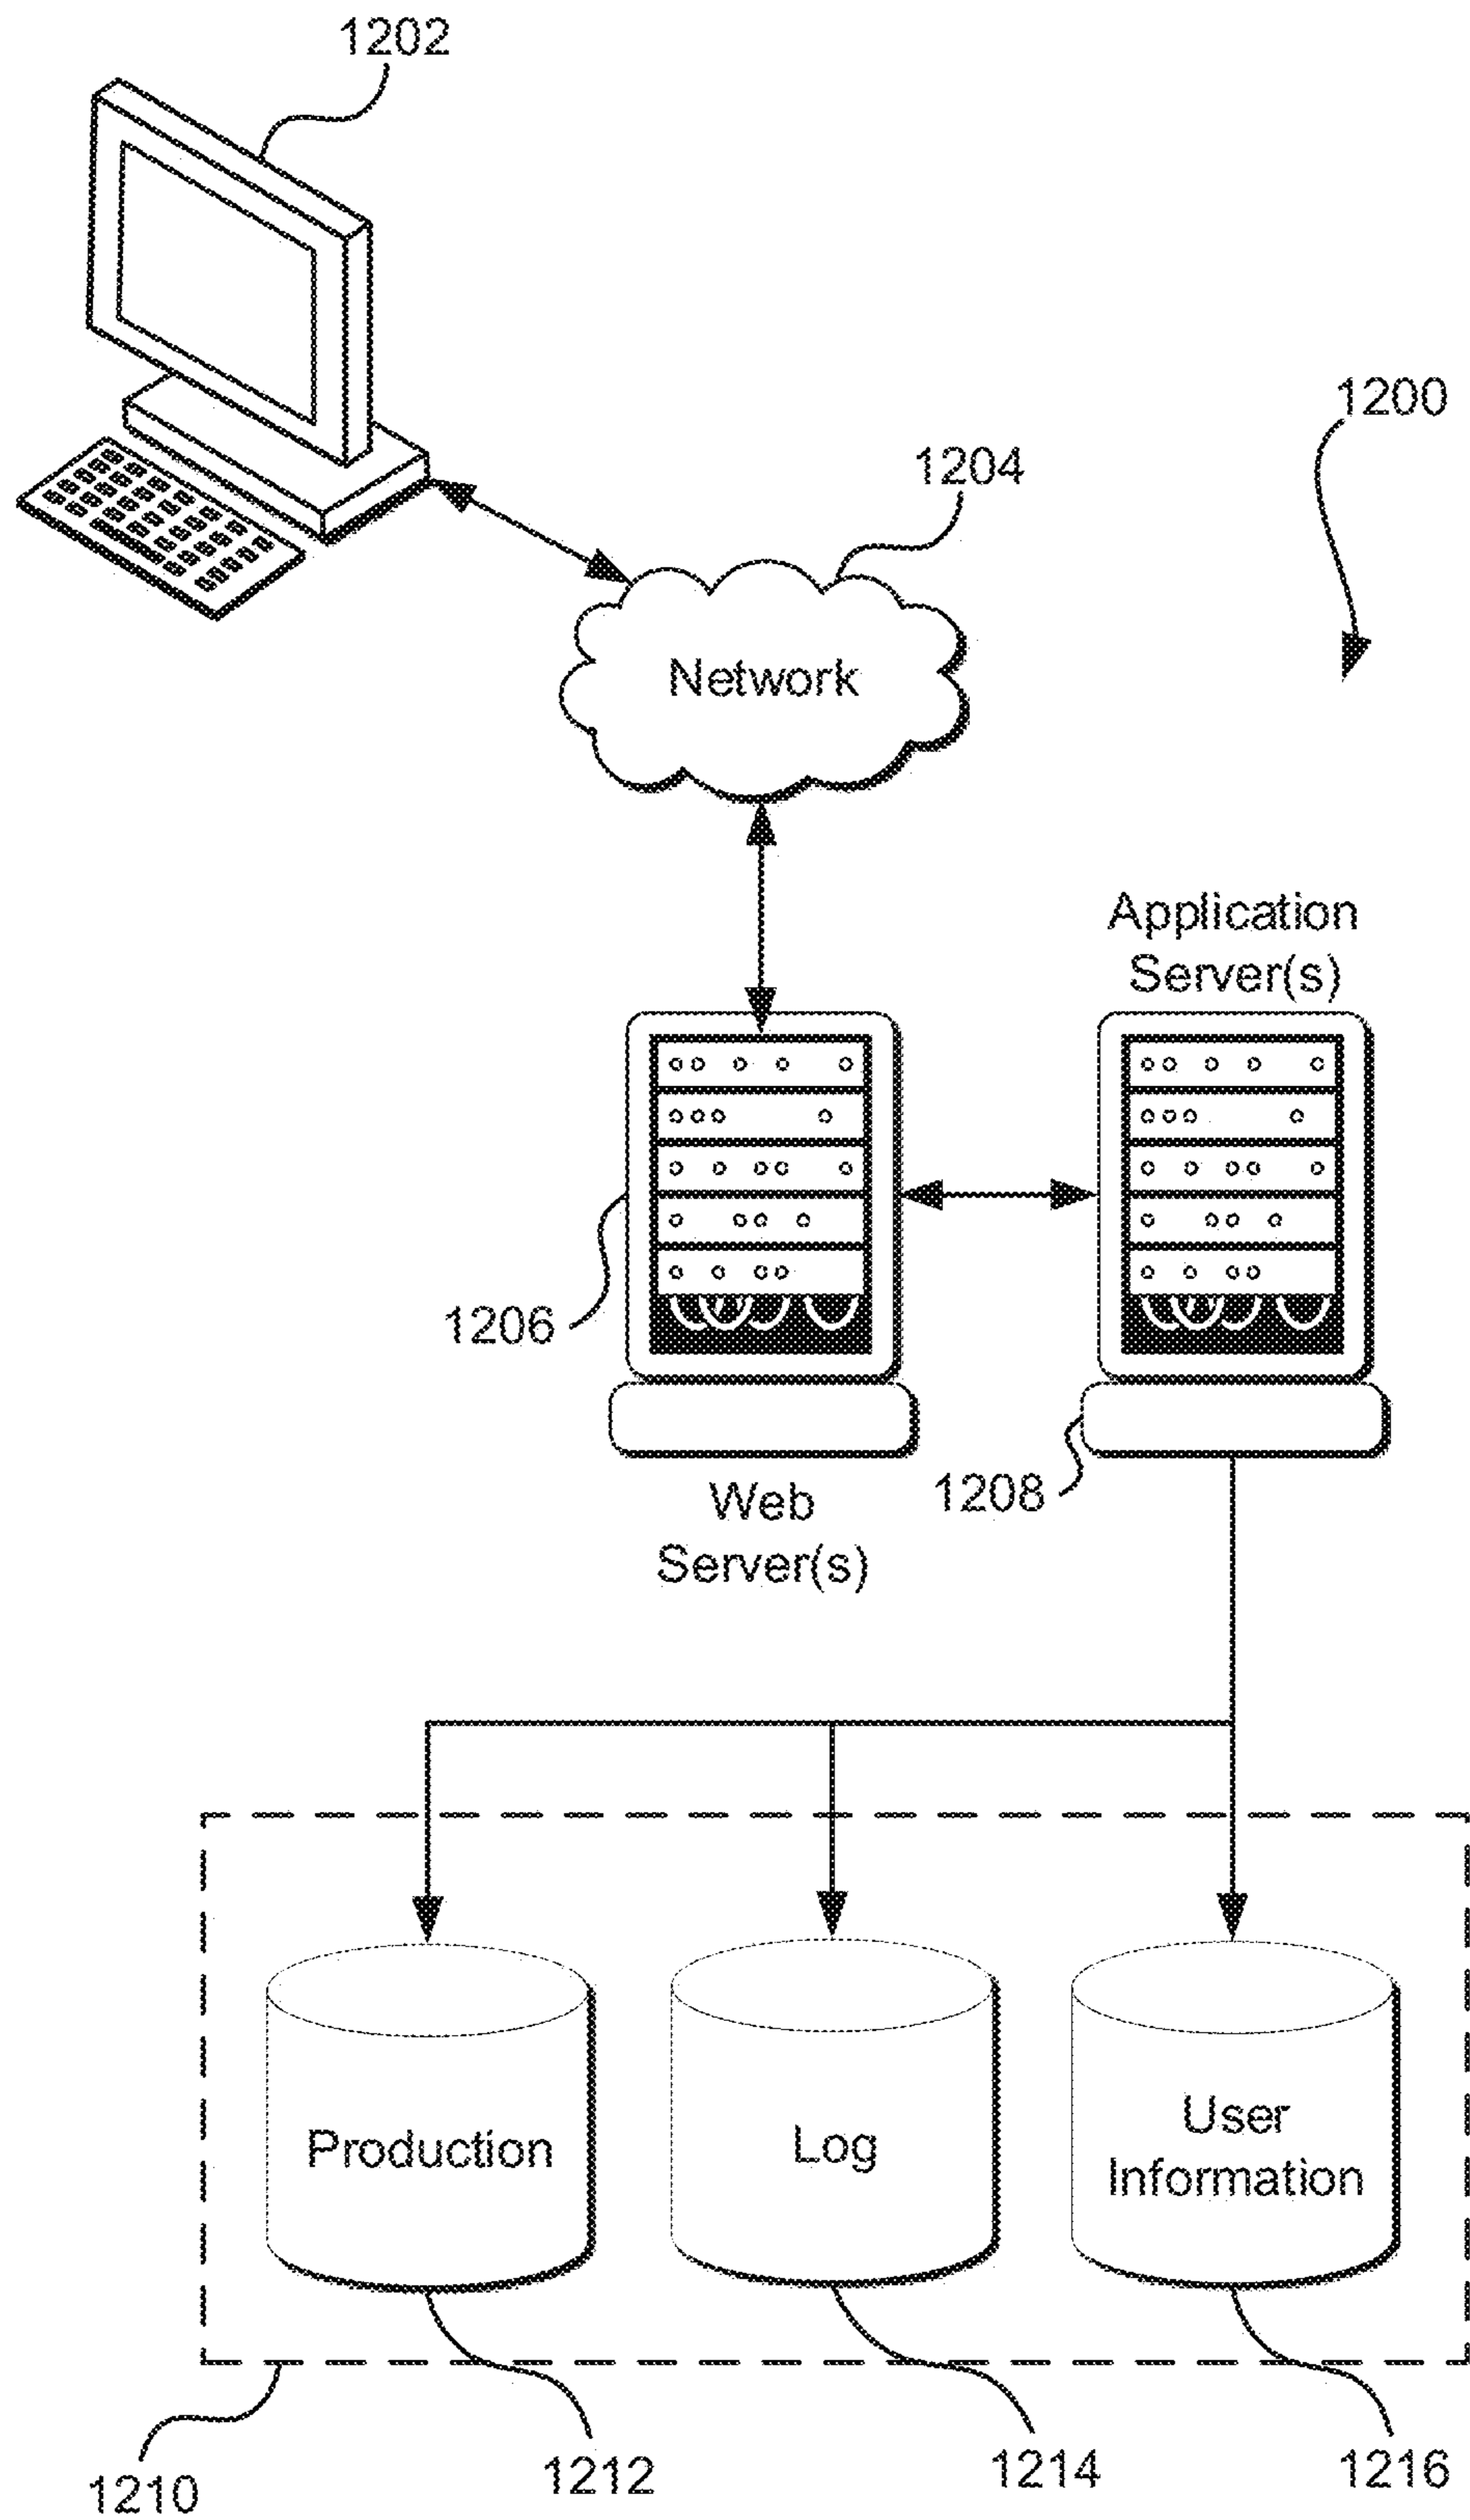 1202
1200
1204
Network
Application
Server(s)
1206
1208
Web
Server(s)
Production
Log
User
Information
1210
1212
1214
1216